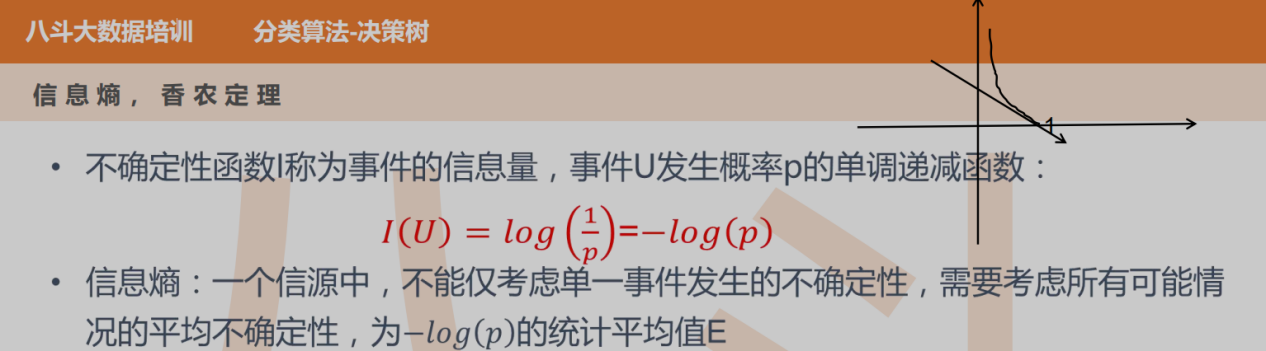 八斗大数据培训 分类算法-决策树
1
信息熵，香农定理
• 不确定性函数I称为事件的信息量，事件U发生概率p的单调递减函数：
I(U) = log(1/p)=−log(p)
• 信息熵：一个信源中，不能仅考虑单一事件发生的不确定性，需要考虑所有可能情
况的平均不确定性，为−log(p)的统计平均值E